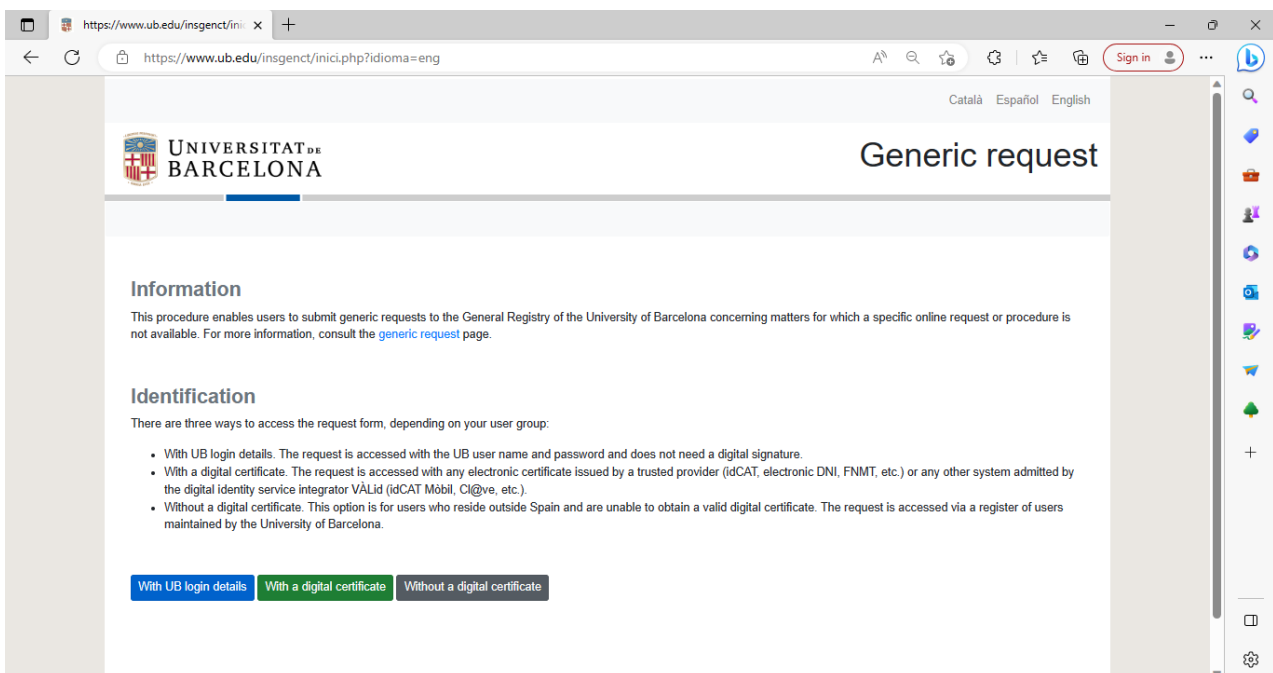 https://www.ub.edu/insgenct/inic
https://www.ub.edu/insgenct/inici.php?idioma=eng
Sign in
Català Español English
UNIVERSITAT DE
BARCELONA
Generic request
Information
This procedure enables users to submit generic requests to the General Registry of the University of Barcelona concerning matters for which a specific online request or procedure is
not available. For more information, consult the generic request page.
Identification
There are three ways to access the request form, depending on your user group:
With UB login details. The request is accessed with the UB user name and password and does not need a digital signature.
With a digital certificate. The request is accessed with any electronic certificate issued by a trusted provider (idCAT, electronic DNI, FNMT, etc.) or any other system admitted by
the digital identity service integrator VÀLid (idCAT Mòbil, Cl@ve, etc.).
Without a digital certificate. This option is for users who reside outside Spain and are unable to obtain a valid digital certificate. The request is accessed via a register of users
maintained by the University of Barcelona.
With UB login details With a digital certificate Without a digital certificate